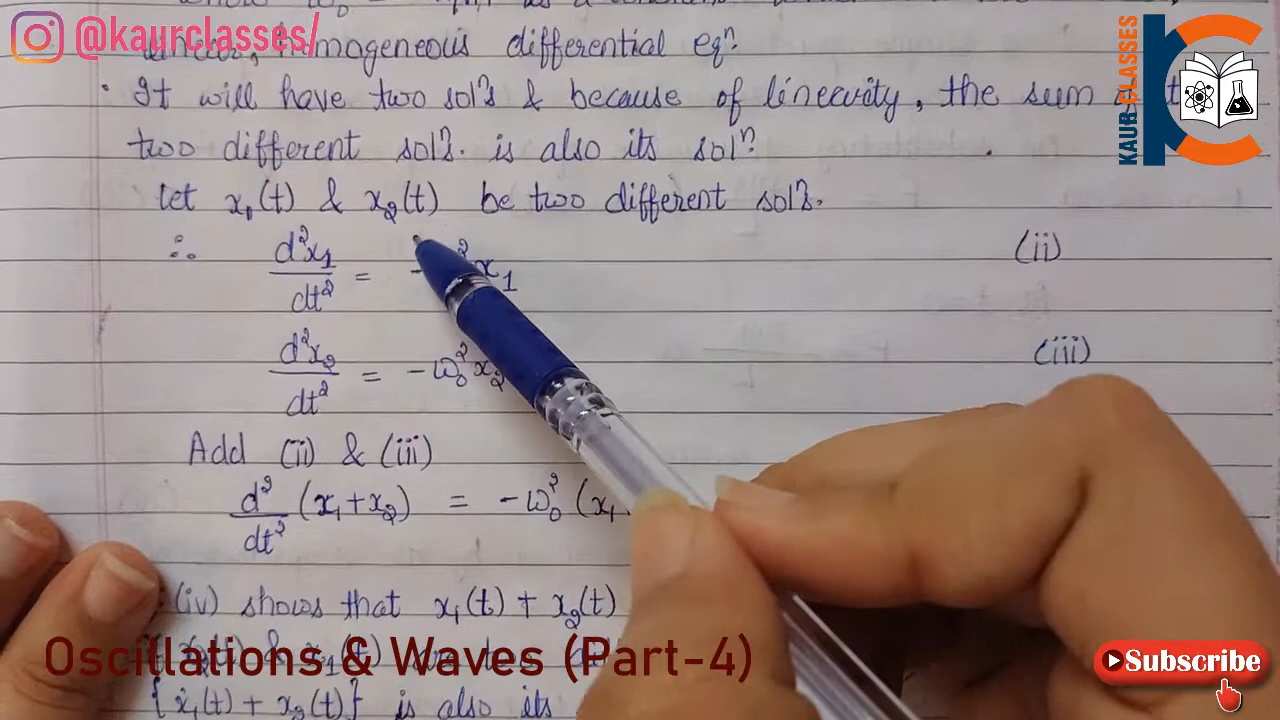 @kaurclasses/
homogeneous differential eqⁿ.
KAUR CLASSES
• It will have two solⁿs & because of linearity, the sum
two different solⁿs. is also its solⁿ.
Let x₁(t) & x₂(t) be two different solⁿs.
∴ d²x₁/dt² = - ² x₁ (ii)
d²x₂/dt² = -ω₀² x₂ (iii)
Add (ii) & (iii)
d²/dt² (x₁+x₂) = -ω₀² (x₁
(iv) shows that x₁(t) + x₂(t)
Oscillations & Waves (Part-4)
Subscribe
{x₁(t) + x₂(t)} is also its